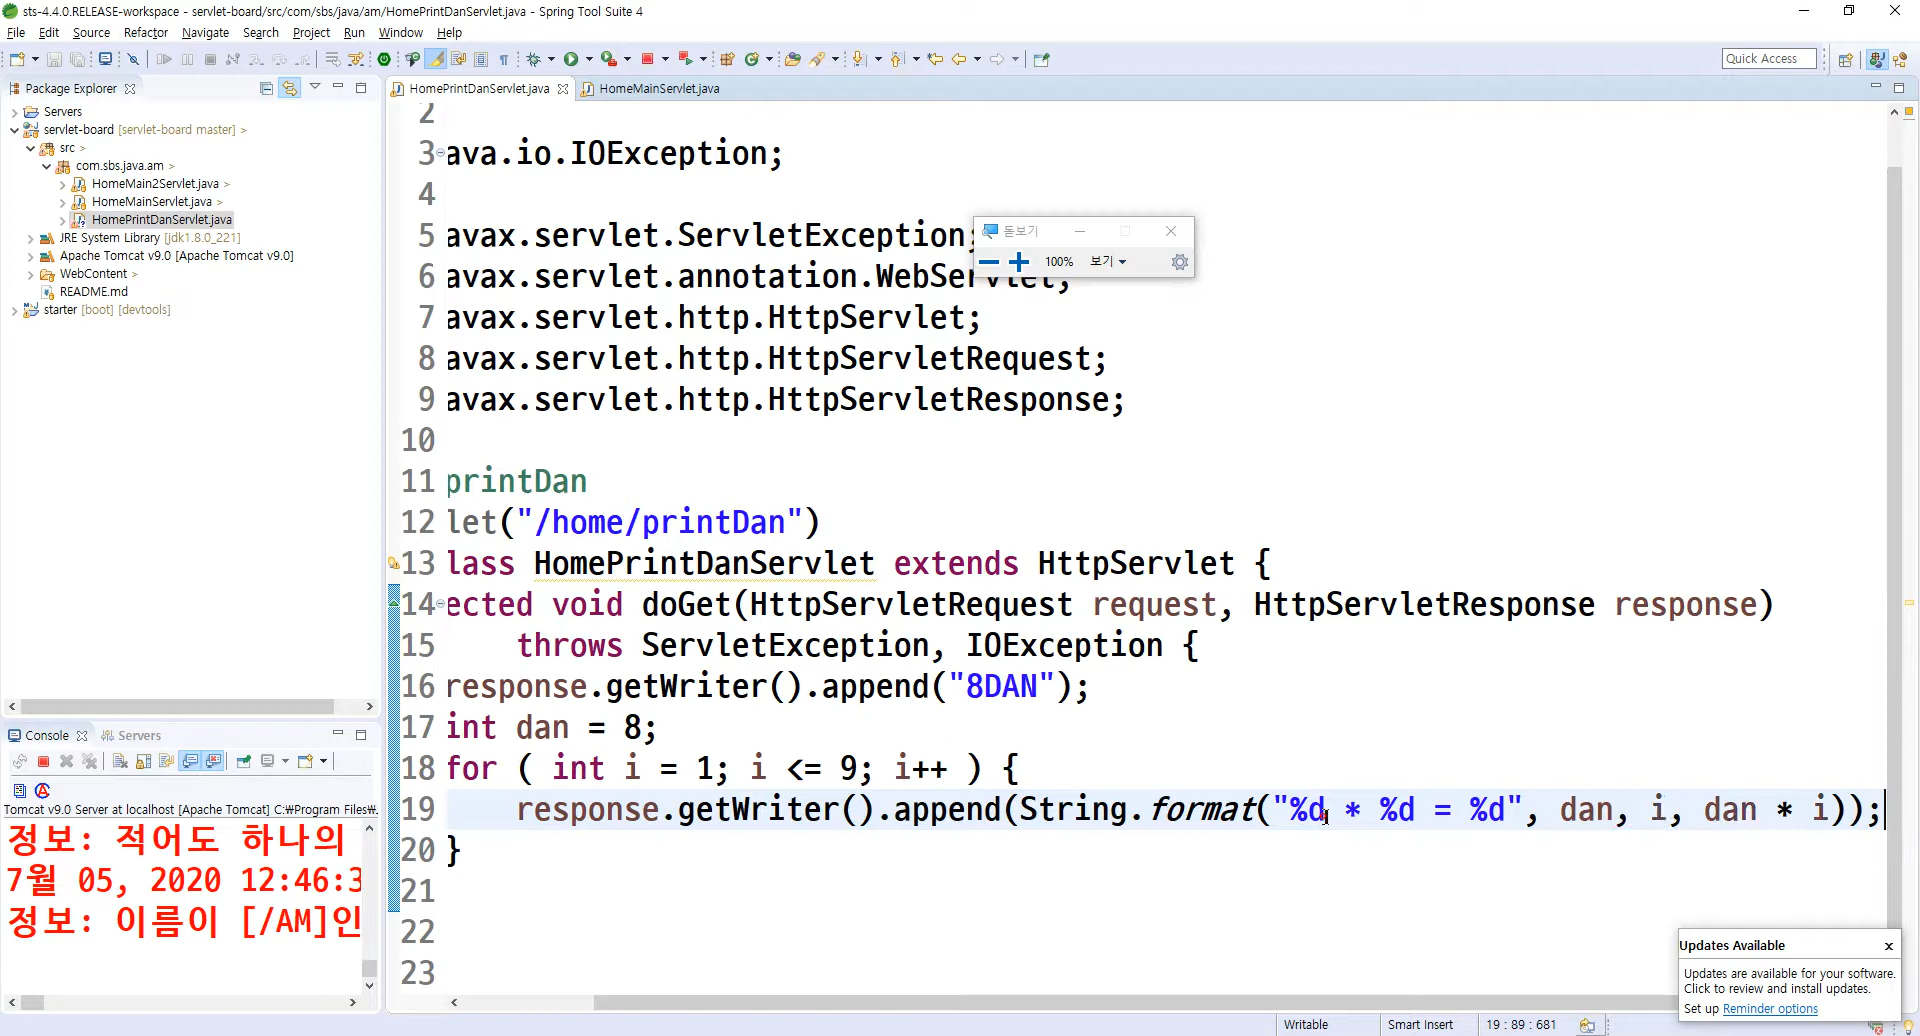 sts-4.4.0.RELEASE-workspace - servlet-board/src/com/sbs/java/am/HomePrintDanServlet.java - Spring Tool Suite 4
File Edit Source Refactor Navigate Search Project Run Window Help
Quick Access
Package Explorer
Servers
servlet-board [servlet-board master] >
src >
com.sbs.java.am >
HomeMain2Servlet.java >
HomeMainServlet.java >
HomePrintDanServlet.java
JRE System Library [jdk1.8.0_221]
Apache Tomcat v9.0 [Apache Tomcat v9.0]
WebContent >
README.md
starter [boot] [devtools]
HomePrintDanServlet.java HomeMainServlet.java
2
3 ava.io.IOException;
4
5 avax.servlet.ServletException;
6 avax.servlet.annotation.WebServlet;
7 avax.servlet.http.HttpServlet;
8 avax.servlet.http.HttpServletRequest;
9 avax.servlet.http.HttpServletResponse;
10
11 printDan
12 let("/home/printDan")
13 lass HomePrintDanServlet extends HttpServlet {
14 ected void doGet(HttpServletRequest request, HttpServletResponse response)
15 throws ServletException, IOException {
16 response.getWriter().append("8DAN");
17 int dan = 8;
18 for ( int i = 1; i <= 9; i++ ) {
19 response.getWriter().append(String.format("%d * %d = %d", dan, i, dan * i));
20 }
21
22
23
돋보기
100% 보기
Console Servers
Tomcat v9.0 Server at localhost [Apache Tomcat] C:₩Program Files₩.
정보: 적어도 하나의
7월 05, 2020 12:46:3
정보: 이름이 [/AM]인
Updates Available
Updates are available for your software.
Click to review and install updates.
Set up Reminder options
Writable Smart Insert 19 : 89 : 681